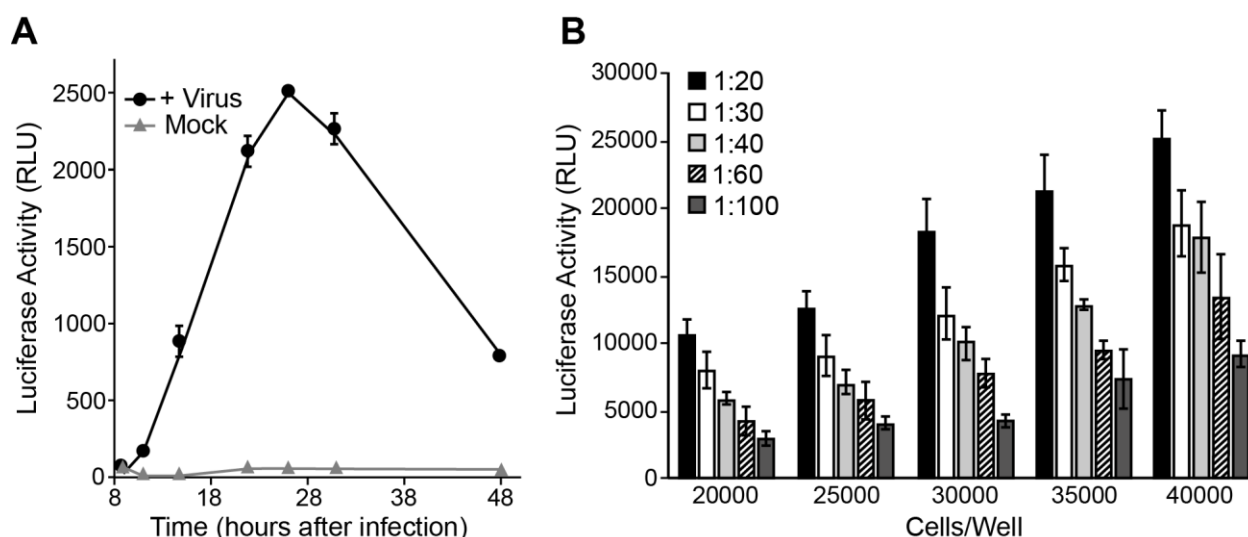 A
Luciferase Activity (RLU)
2500
2000
1500
1000
500
0
+ Virus
Mock
8 18 28 38 48
Time (hours after infection)
B
Luciferase Activity (RLU)
30000
25000
20000
15000
10000
5000
0
1:20
1:30
1:40
1:60
1:100
20000 25000 30000 35000 40000
Cells/Well